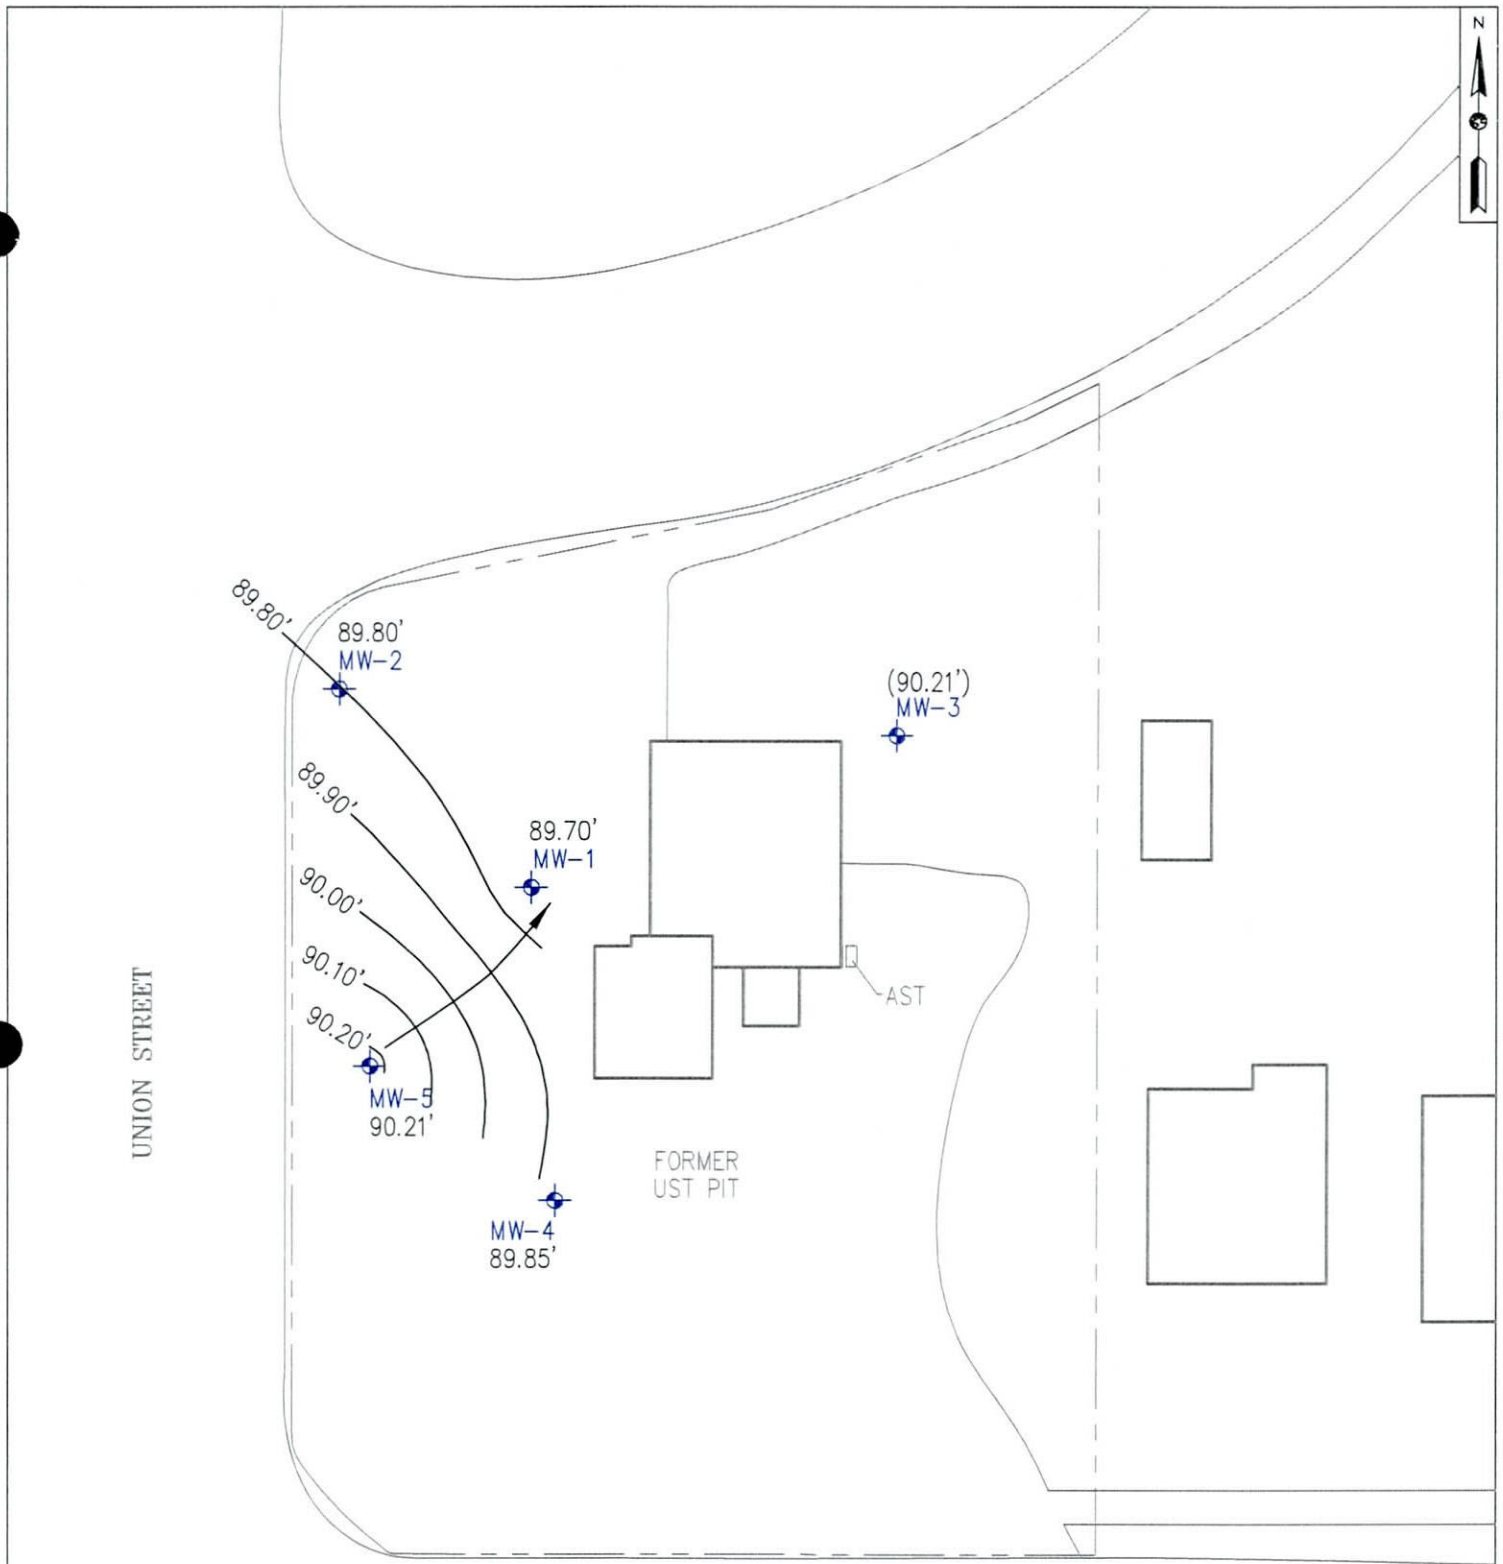 N
89.80'
89.80'
MW-2
(90.21')
MW-3
89.90'
89.70'
MW-1
90.00'
90.10'
90.20'
MW-5
90.21'
AST
UNION STREET
FORMER
UST PIT
MW-4
89.85'